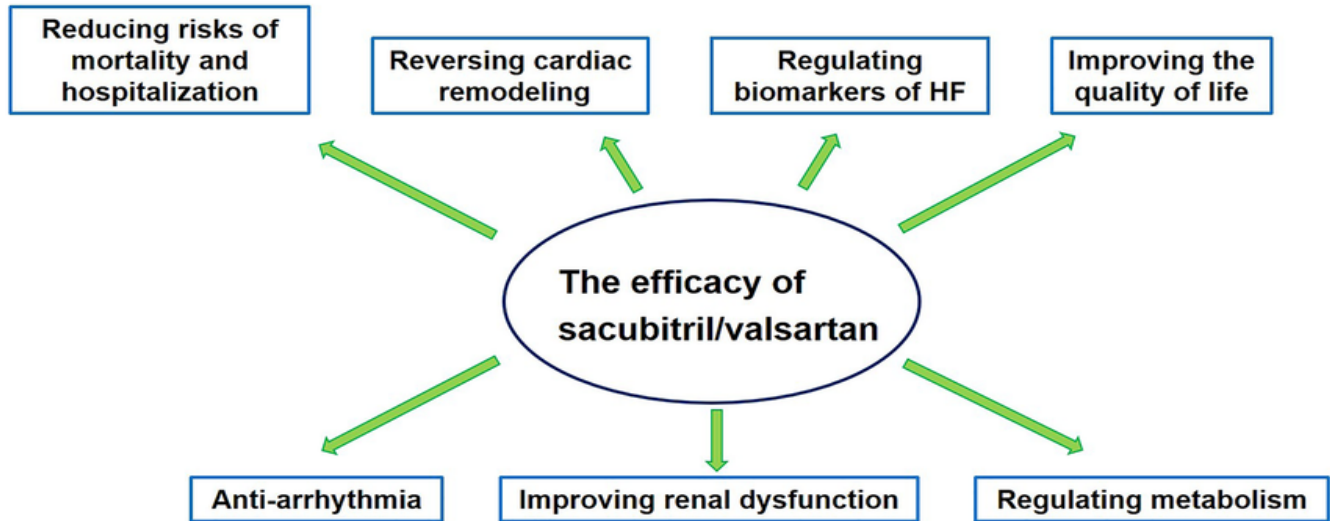 Reducing risks of
mortality and
hospitalization
Reversing cardiac
remodeling
Regulating
biomarkers of HF
Improving the
quality of life
The efficacy of
sacubitril/valsartan
Anti-arrhythmia
Improving renal dysfunction
Regulating metabolism